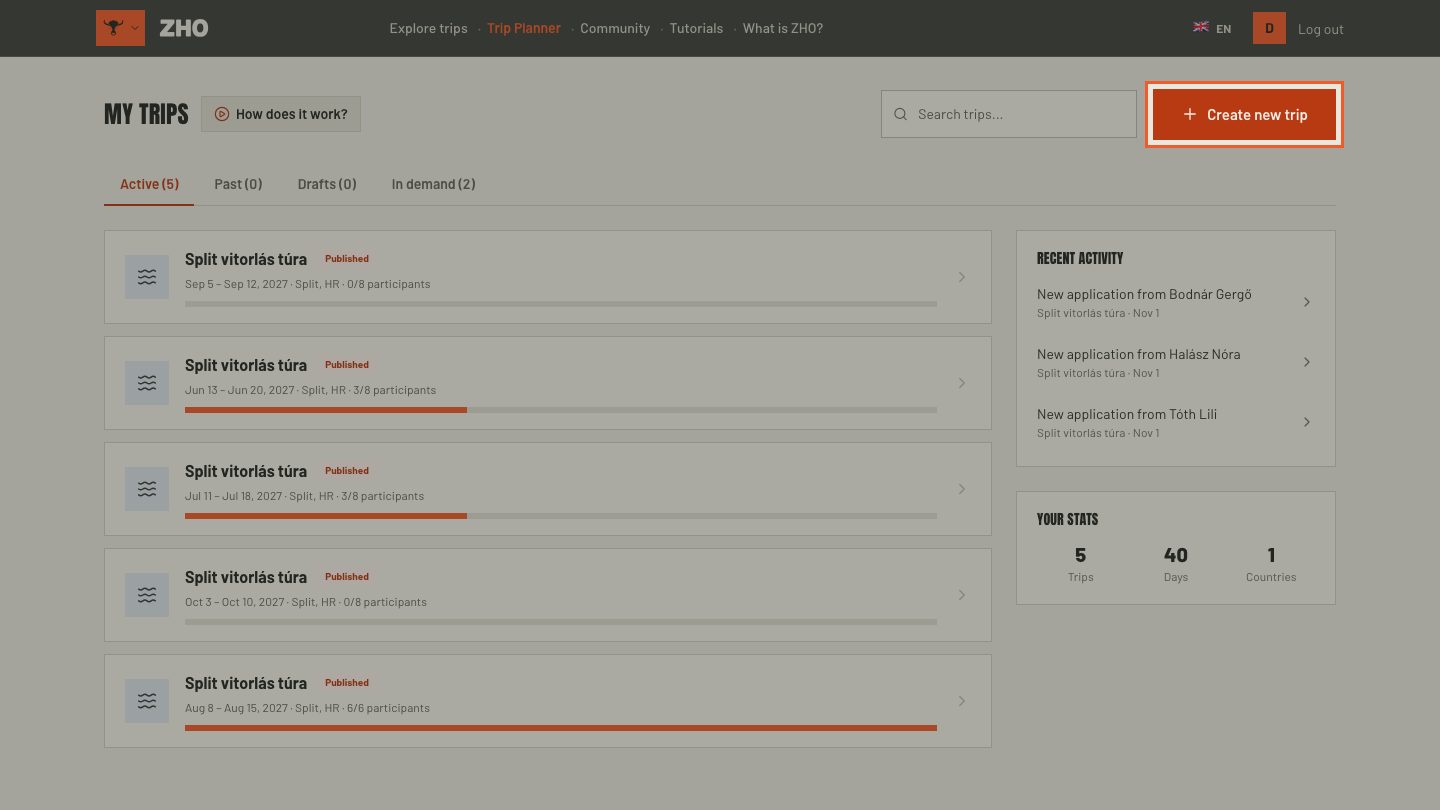 ZHO
Explore trips · Trip Planner · Community · Tutorials · What is ZHO?
EN
D
Log out
MY TRIPS
How does it work?
Search trips...
Create new trip
Active (5)
Past (0)
Drafts (0)
In demand (2)
Split vitorlás túra
Published
Sep 5 – Sep 12, 2027 · Split, HR · 0/8 participants
Split vitorlás túra
Published
Jun 13 – Jun 20, 2027 · Split, HR · 3/8 participants
Split vitorlás túra
Published
Jul 11 – Jul 18, 2027 · Split, HR · 3/8 participants
Split vitorlás túra
Published
Oct 3 – Oct 10, 2027 · Split, HR · 0/8 participants
Split vitorlás túra
Published
Aug 8 – Aug 15, 2027 · Split, HR · 6/6 participants
RECENT ACTIVITY
New application from Bodnár Gergő
Split vitorlás túra · Nov 1
New application from Halász Nóra
Split vitorlás túra · Nov 1
New application from Tóth Lili
Split vitorlás túra · Nov 1
YOUR STATS
5
Trips
40
Days
1
Countries